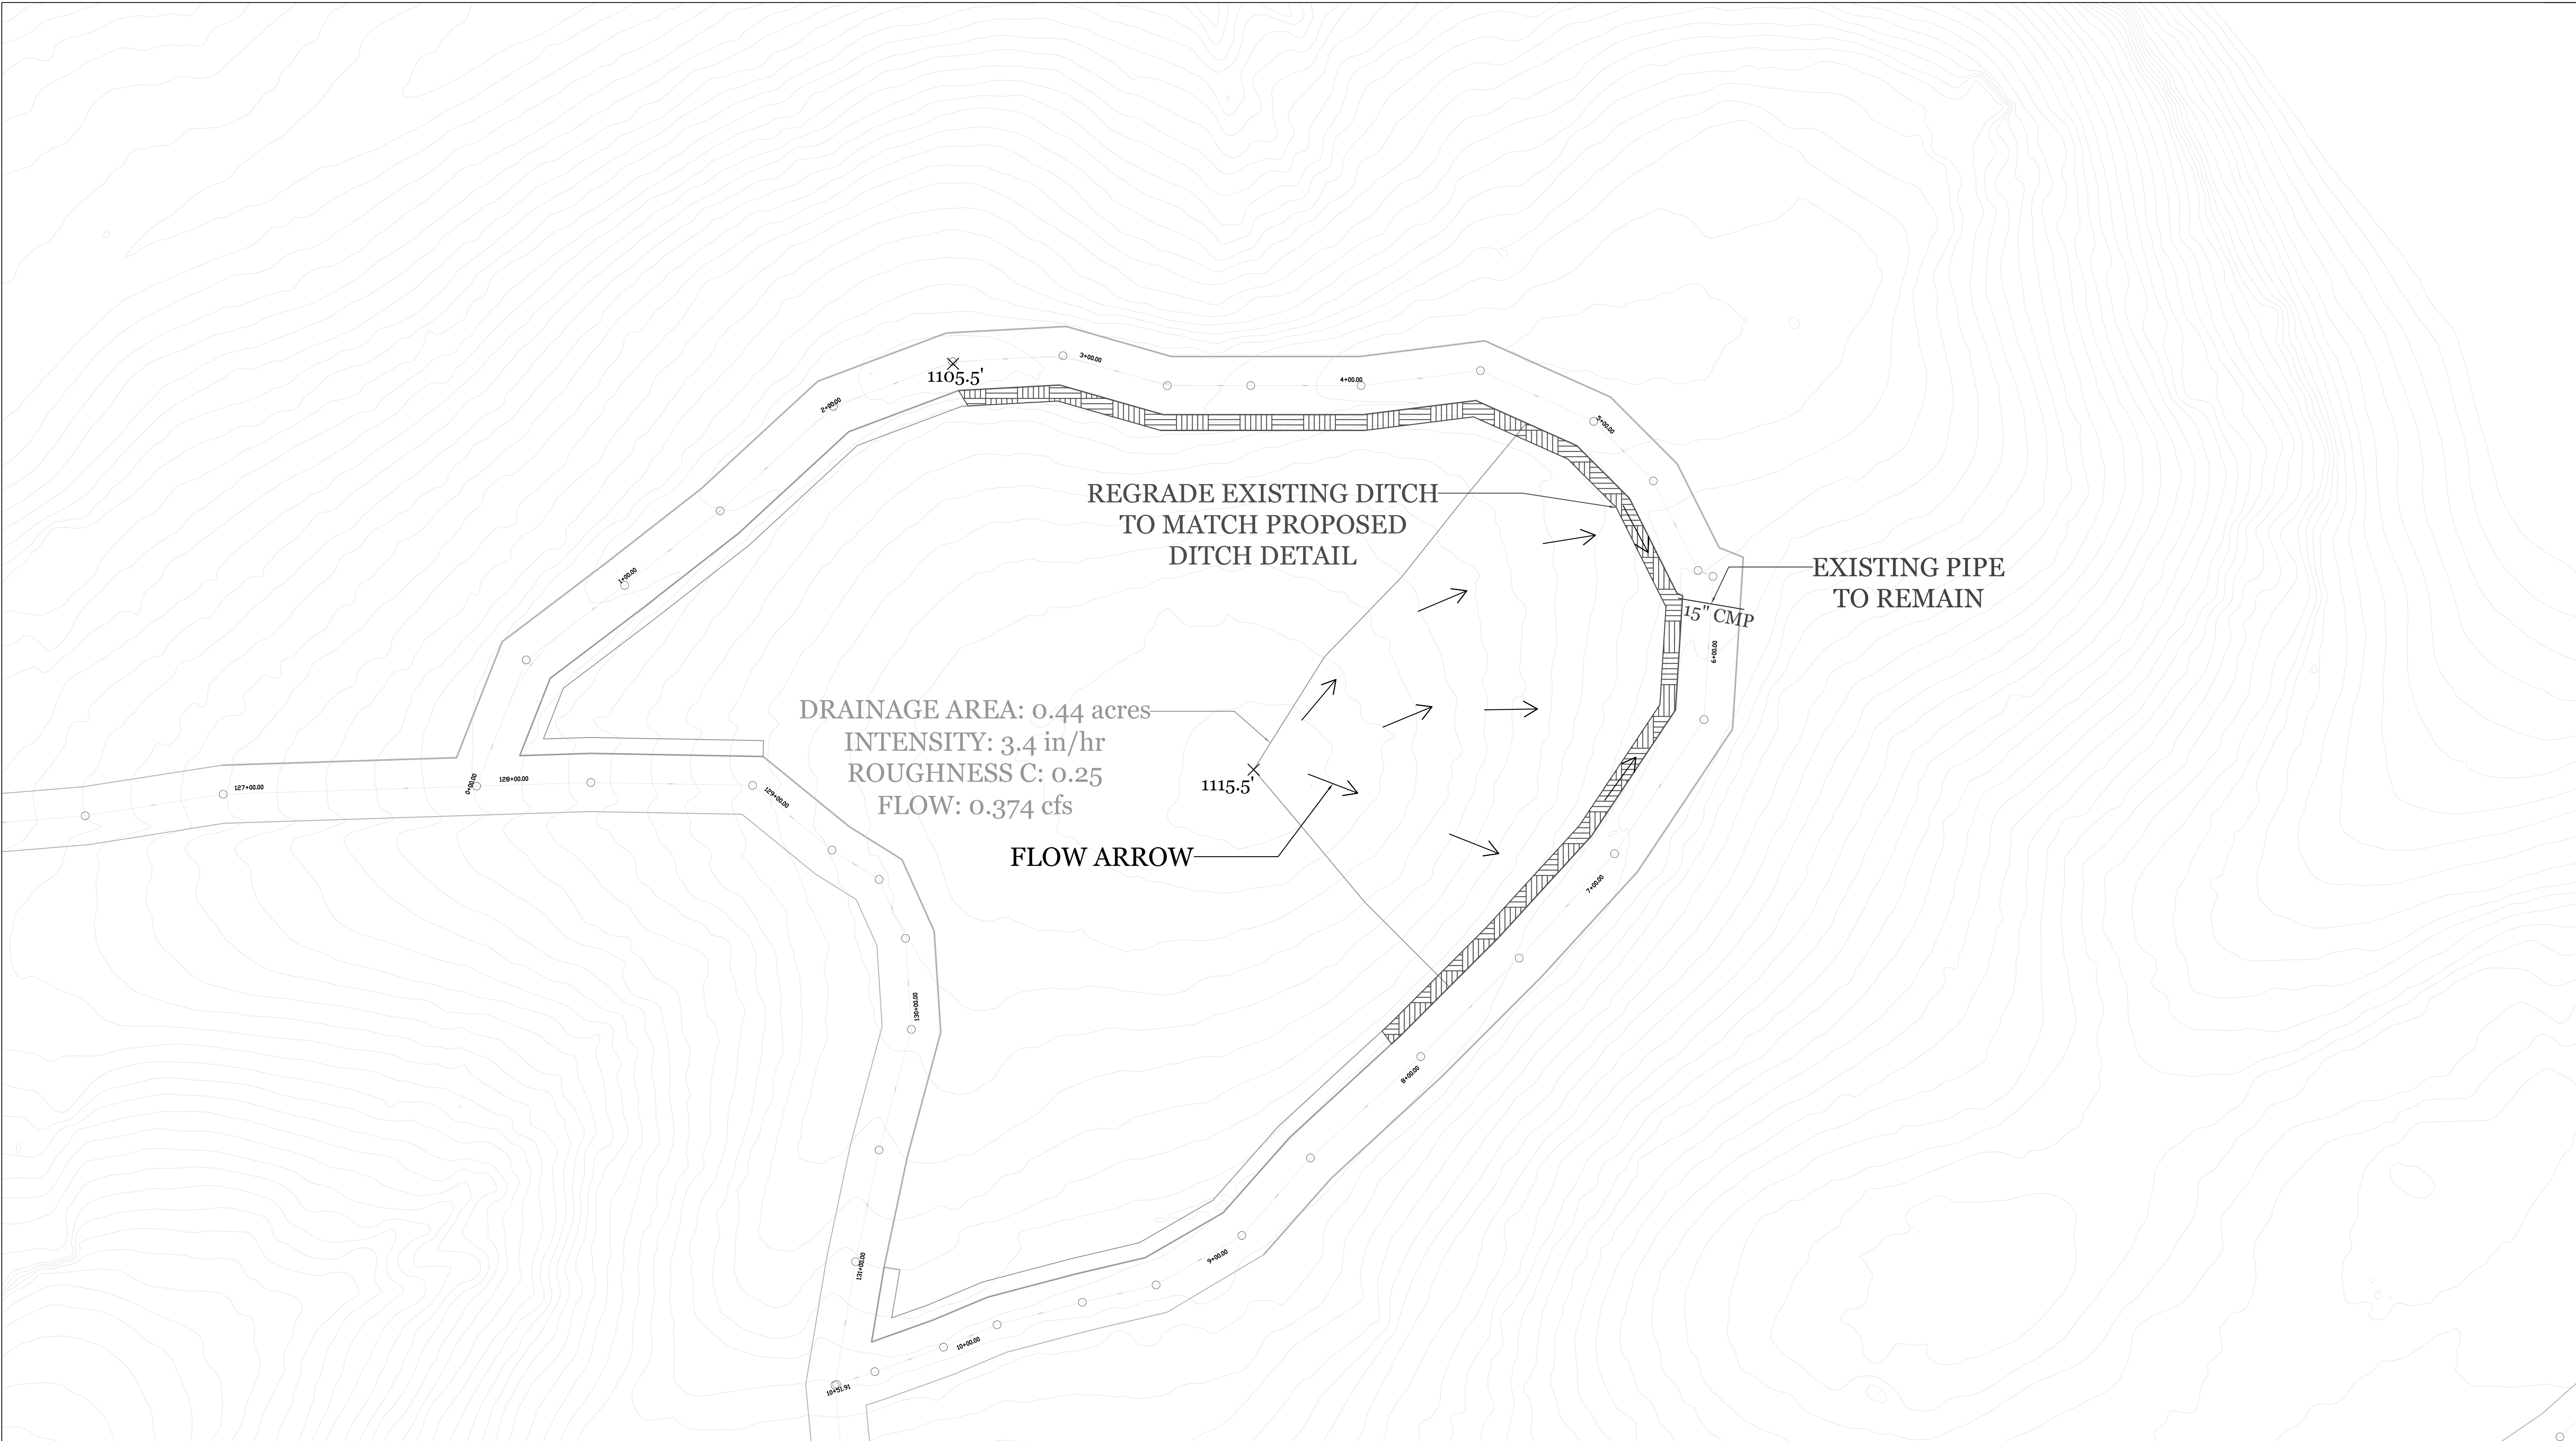 3+00.00
1105.5'
4+00.00
2+00.00
5+00.00
REGRADE EXISTING DITCH
TO MATCH PROPOSED
DITCH DETAIL
EXISTING PIPE
TO REMAIN
1+00.00
15" CMP
6+00.00
DRAINAGE AREA: 0.44 acres
INTENSITY: 3.4 in/hr
ROUGHNESS C: 0.25
FLOW: 0.374 cfs
1115.5'
127+00.00
0+00.00
128+00.00
129+00.00
FLOW ARROW
7+00.00
130+00.00
8+00.00
131+00.00
9+00.00
10+00.00
10+51.91